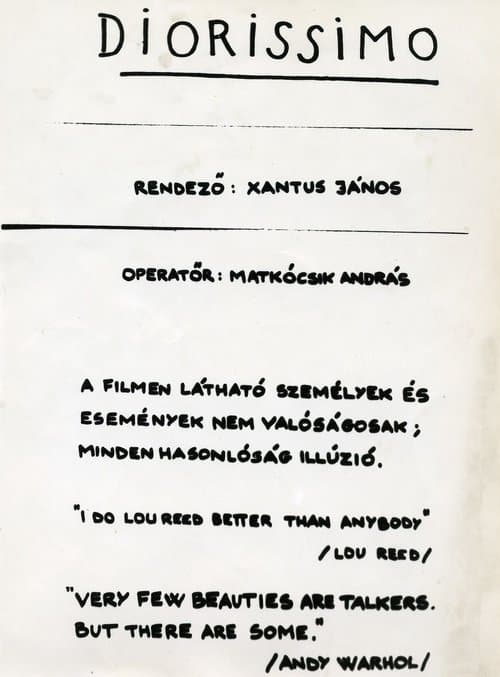 DIORISSIMO
RENDEZŐ: XANTUS JÁNOS
OPERATŐR: MATKÓCSIK ANDRÁS
A FILMEN LÁTHATÓ SZEMÉLYEK ÉS
ESEMÉNYEK NEM VALÓSÁGOSAK;
MINDEN HASONLÓSÁG ILLÚZIÓ.
"I DO LOU REED BETTER THAN ANYBODY"
/LOU REED/
"VERY FEW BEAUTIES ARE TALKERS.
BUT THERE ARE SOME."
/ANDY WARHOL/